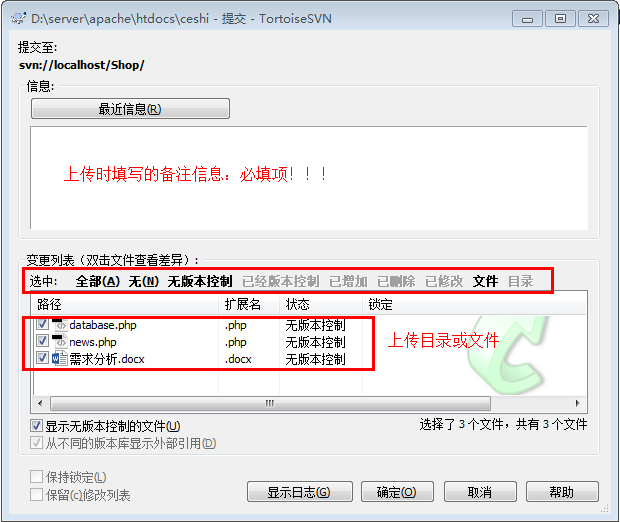 D:\server\apache\htdocs\ceshi - 提交 - TortoiseSVN
提交至:
svn://localhost/Shop/
信息:
最近信息(R)
上传时填写的备注信息：必填项！！！
变更列表（双击文件查看差异）:
选中: 全部(A) 无(N) 无版本控制 已经版本控制 已增加 已删除 已修改 文件 目录
路径 扩展名 状态 锁定
database.php .php 无版本控制
news.php .php 无版本控制
需求分析.docx .docx 无版本控制
上传目录或文件
显示无版本控制的文件(U)
选择了 3 个文件，共有 3 个文件
从不同的版本库显示外部引用(D)
保持锁定(L)
保留(c)修改列表
显示日志(G) 确定(O) 取消 帮助